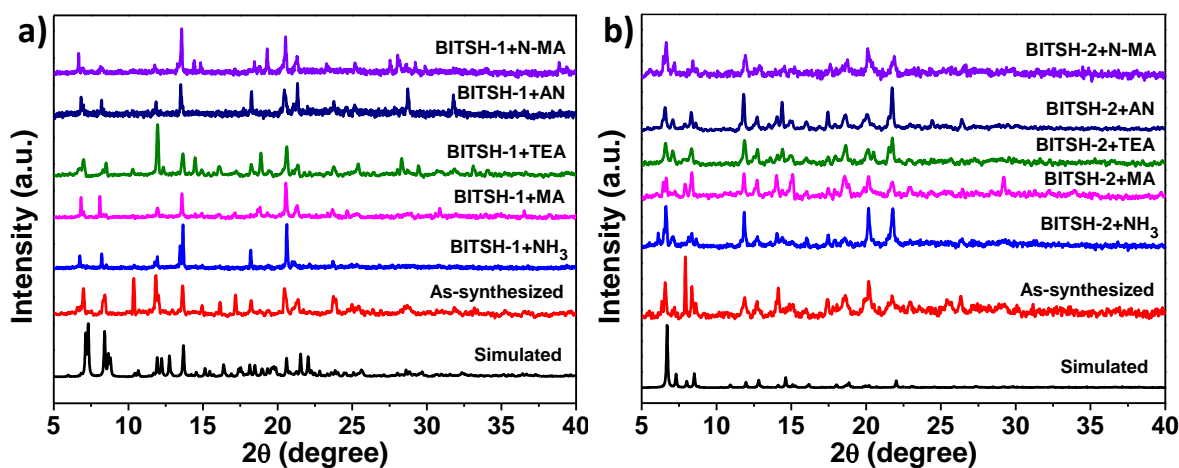 a)
Intensity (a.u.)
BITSH-1+N-MA
BITSH-1+AN
BITSH-1+TEA
BITSH-1+MA
BITSH-1+NH₃
As-synthesized
Simulated
5 10 15 20 25 30 35 40
2θ (degree)
b)
Intensity (a.u.)
BITSH-2+N-MA
BITSH-2+AN
BITSH-2+TEA
BITSH-2+MA
BITSH-2+NH₃
As-synthesized
Simulated
5 10 15 20 25 30 35 40
2θ (degree)